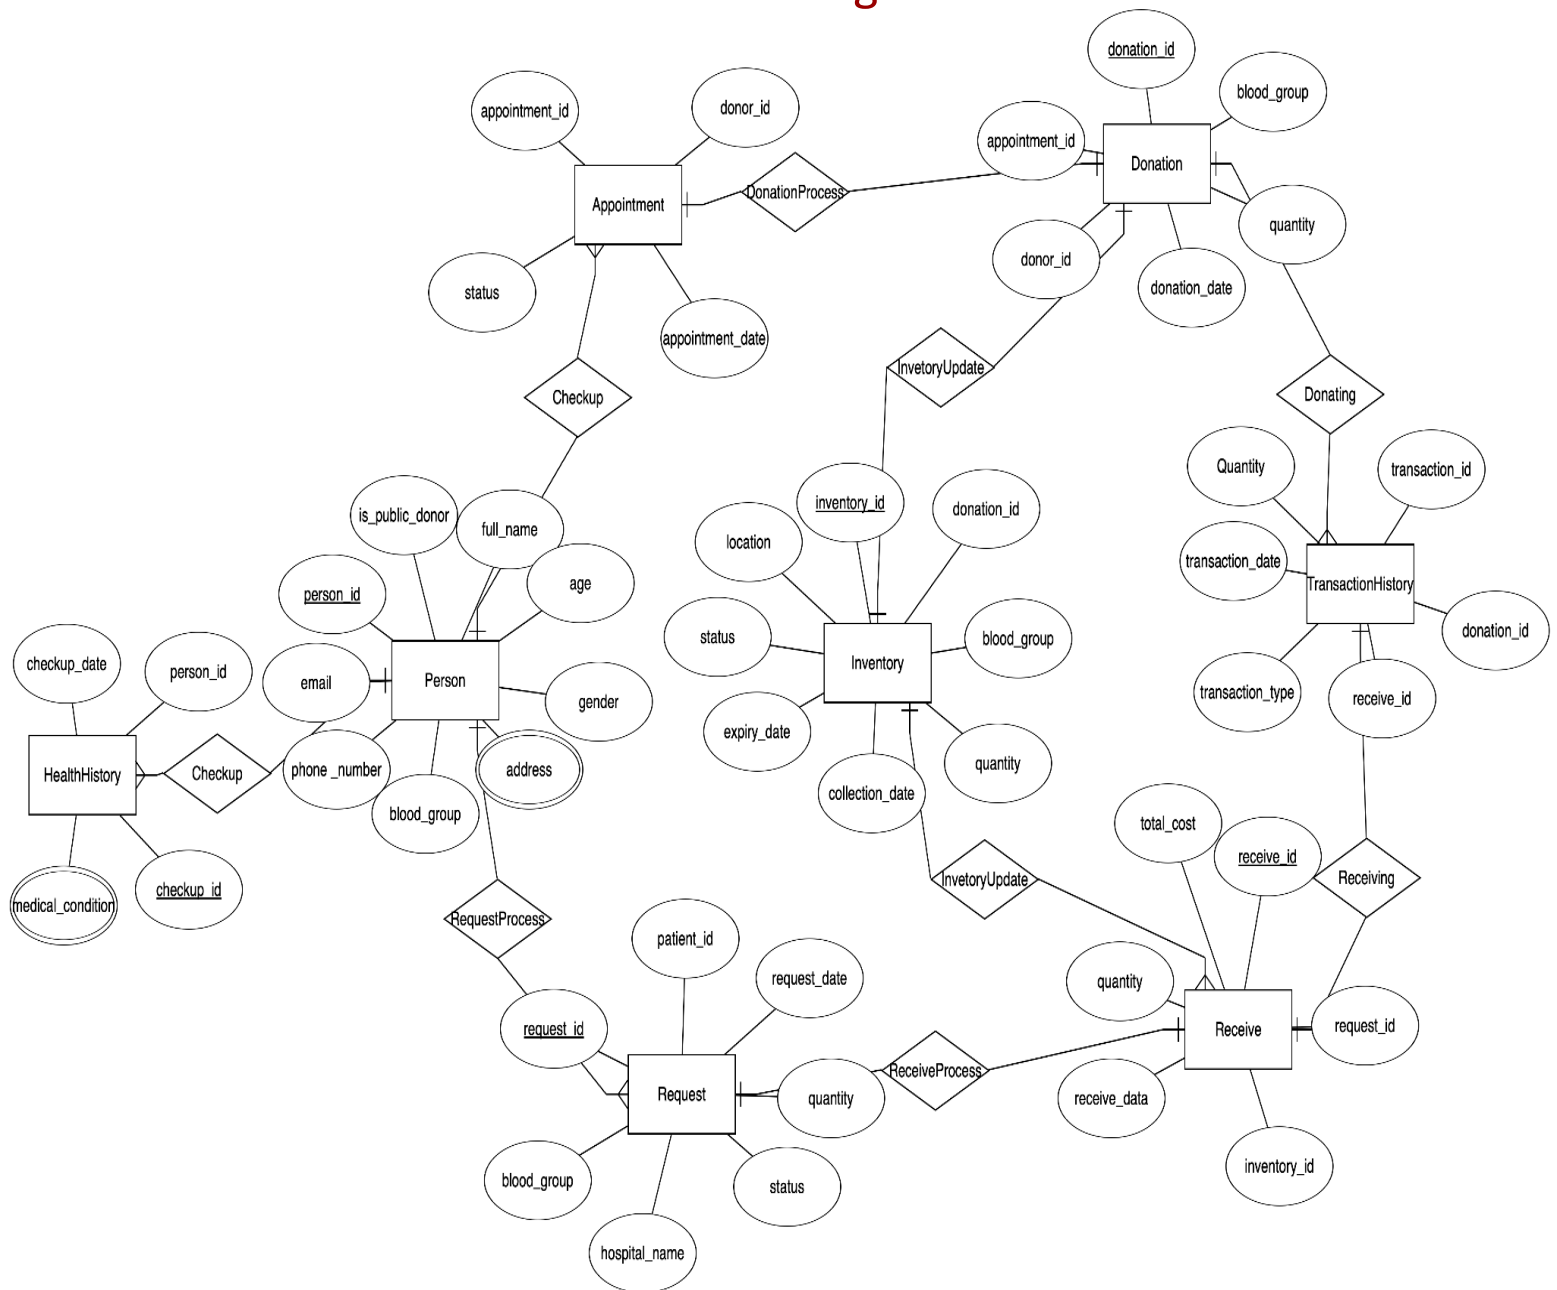 g
donation_id
blood_group
appointment_id
donor_id
appointment_id
Donation
DonationProcess
Appointment
quantity
donor_id
donation_date
status
appointment_date
InvetoryUpdate
Checkup
Donating
Quantity
transaction_id
is_public_donor
full_name
inventory_id
donation_id
location
transaction_date
age
person_id
TransactionHistory
status
blood_group
donation_id
checkup_date
person_id
email
Person
Inventory
gender
transaction_type
receive_id
expiry_date
HealthHistory
Checkup
phone _number
address
quantity
collection_date
blood_group
total_cost
receive_id
InvetoryUpdate
Receiving
medical_condition
checkup_id
RequestProcess
patient_id
request_date
quantity
request_id
Receive
request_id
ReceiveProcess
Request
quantity
receive_data
blood_group
status
inventory_id
hospital_name